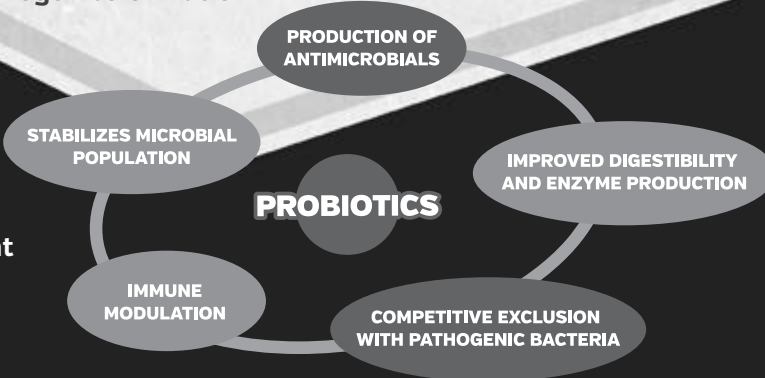 PRODUCTION OF
ANTIMICROBIALS
STABILIZES MICROBIAL
POPULATION
IMPROVED DIGESTIBILITY
AND ENZYME PRODUCTION
PROBIOTICS
IMMUNE
MODULATION
COMPETITIVE EXCLUSION
WITH PATHOGENIC BACTERIA